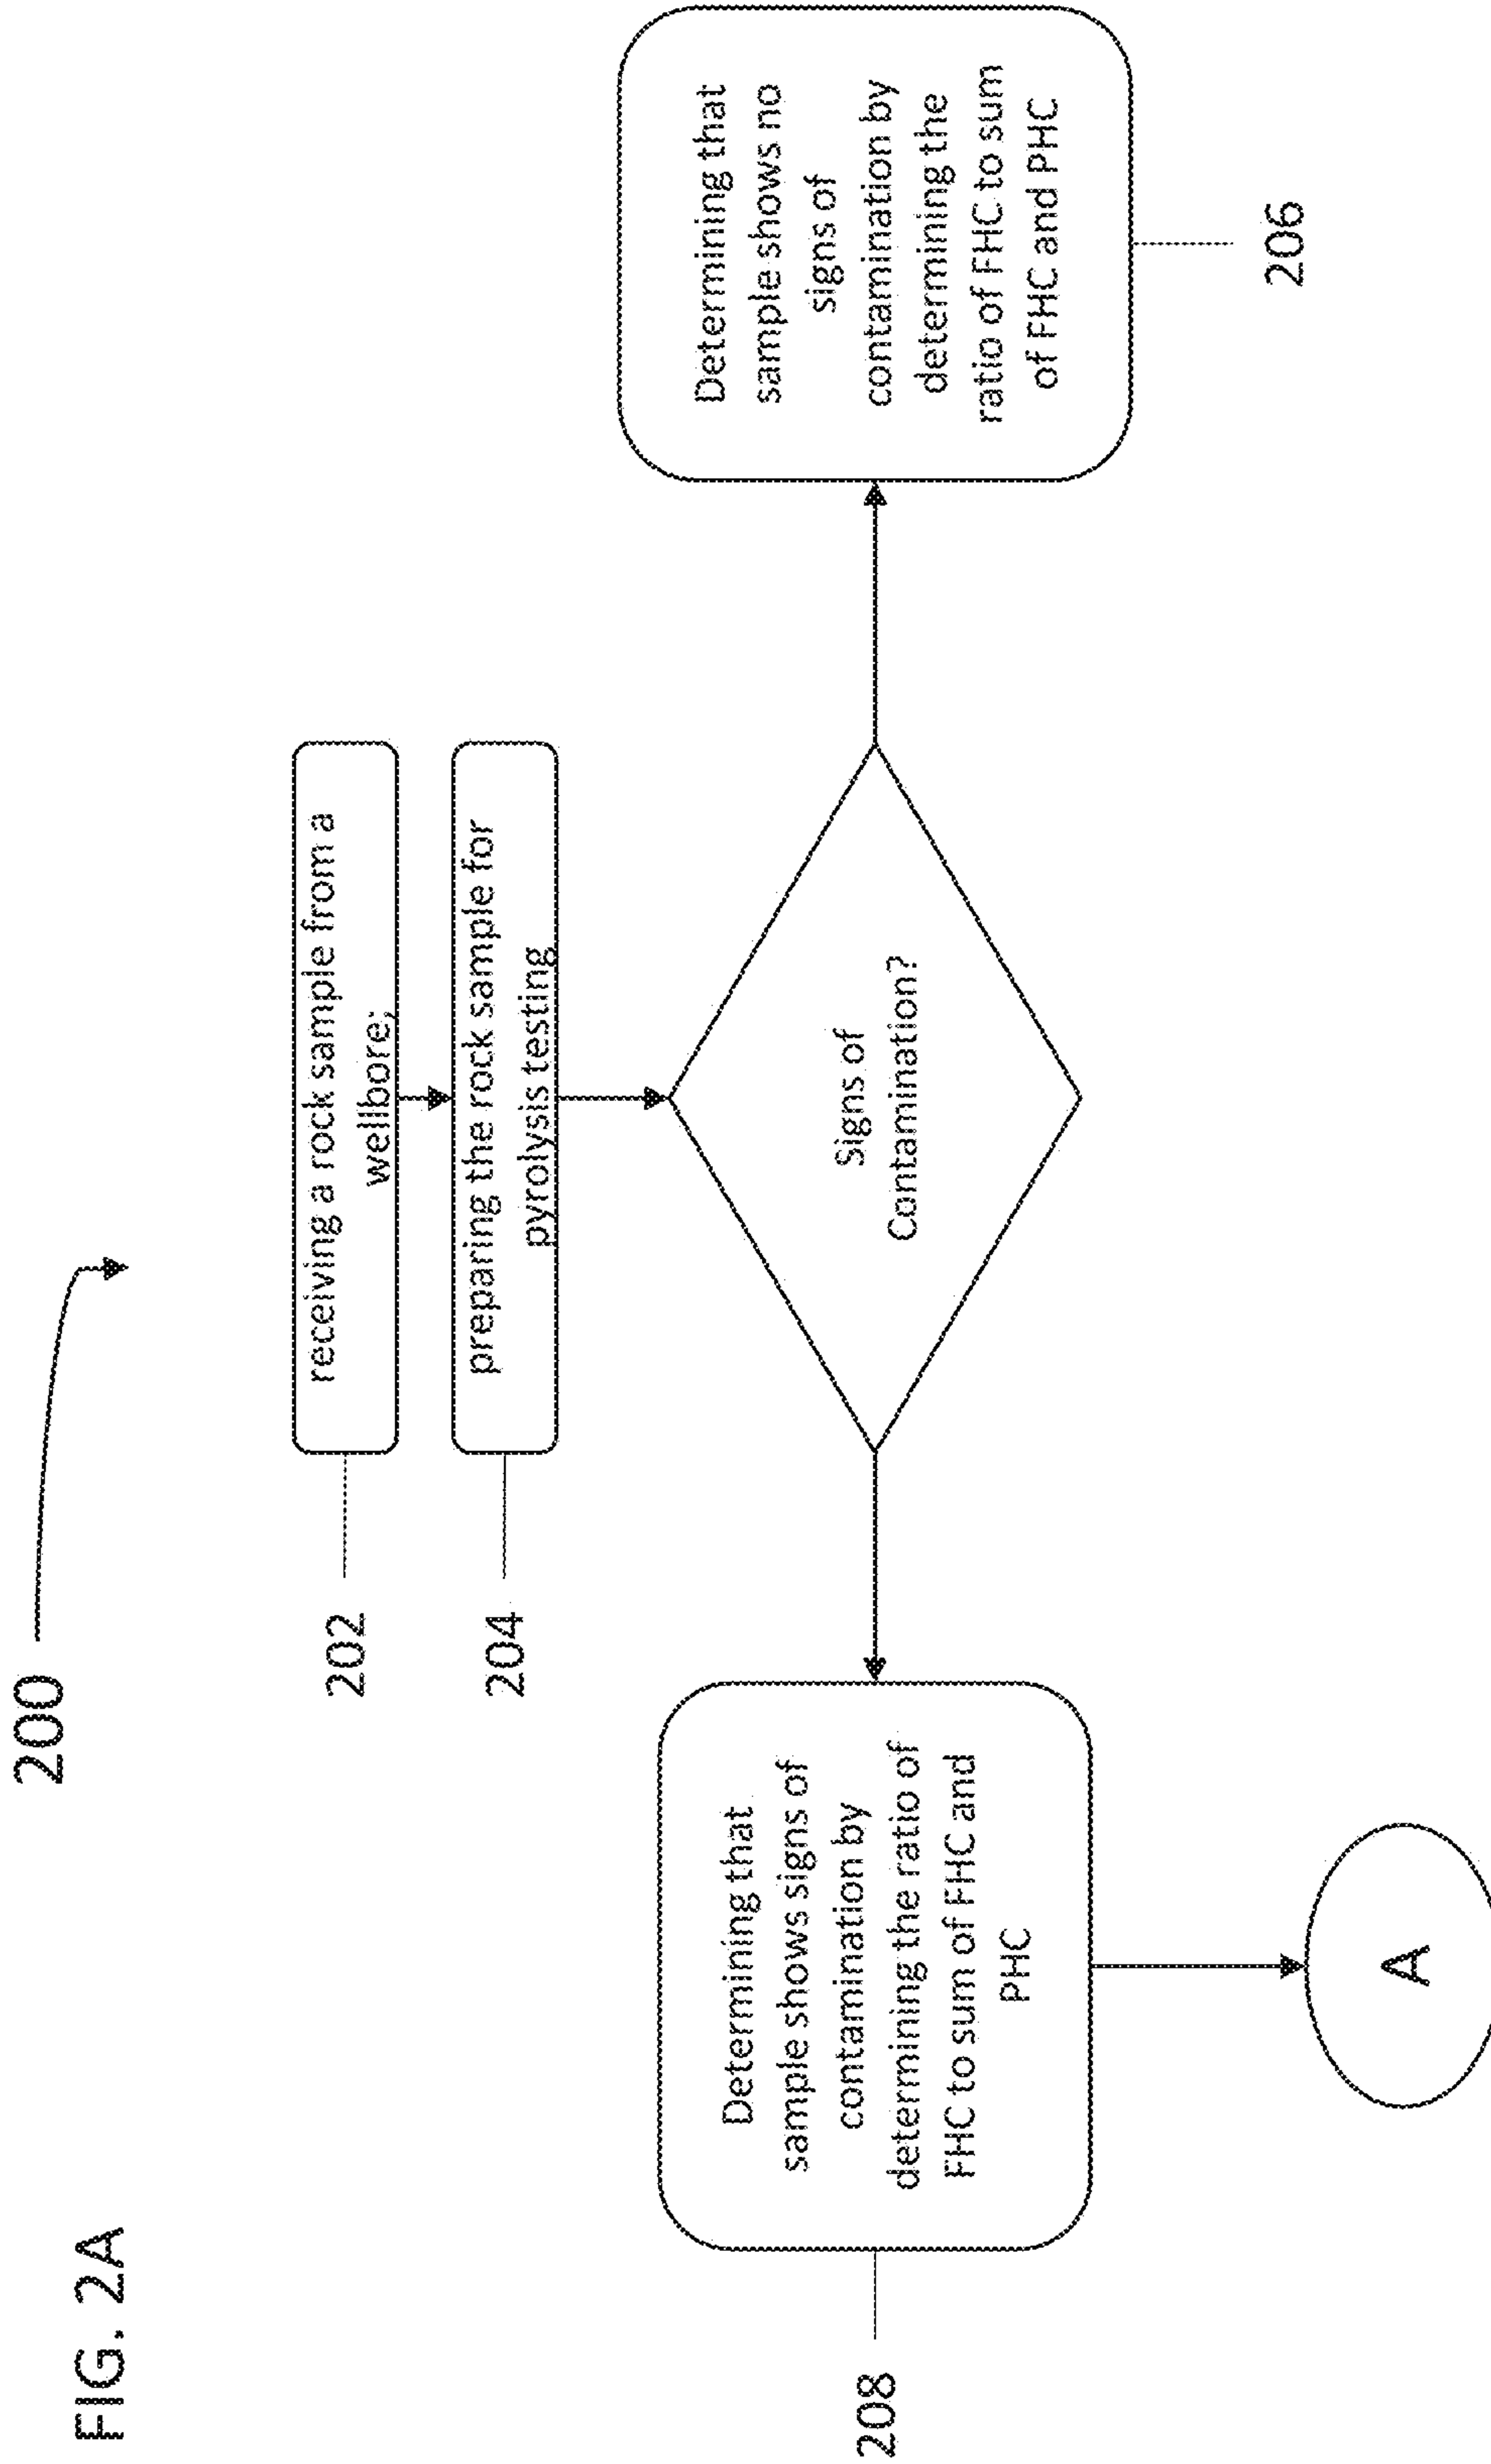 FIG. 2A
200
202
receiving a rock sample from a
wellbore;
204
preparing the rock sample for
pyrolysis testing
Signs of
Contamination?
208
Determining that
sample shows signs of
contamination by
determining the ratio of
FHC to sum of FHC and
PHC
Determining that
sample shows no
signs of
contamination by
determining the
ratio of FHC to sum
of FHC and PHC
206
A